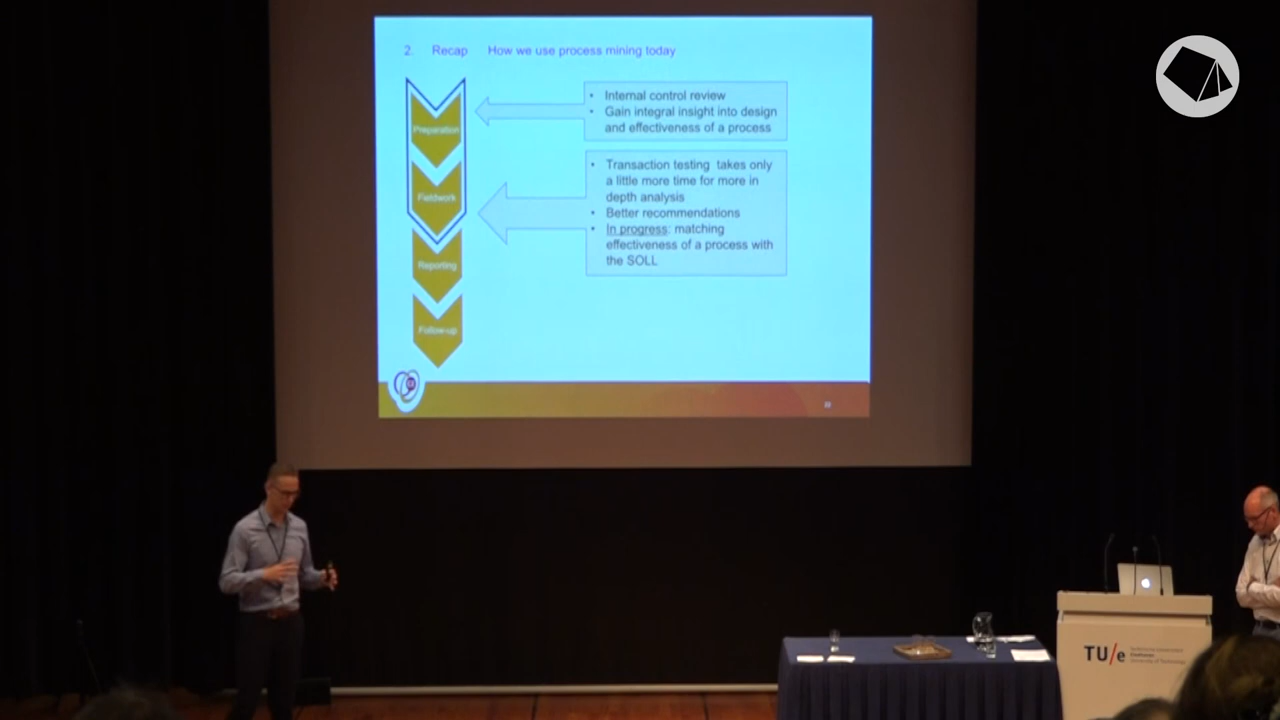 2. Recap How we use process mining today
Preparation
Fieldwork
Reporting
Follow-up
• Internal control review
• Gain integral insight into design
and effectiveness of a process
• Transaction testing takes only
a little more time for more in
depth analysis
• Better recommendations
• In progress: matching
effectiveness of a process with
the SOLL
TU/e